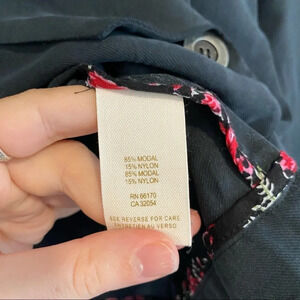 85% MODAL
15% NYLON
85% MODAL
15% NYLON
RN 66170
CA 32054
SEE REVERSE FOR CARE
ENTRETIEN AU VERSO